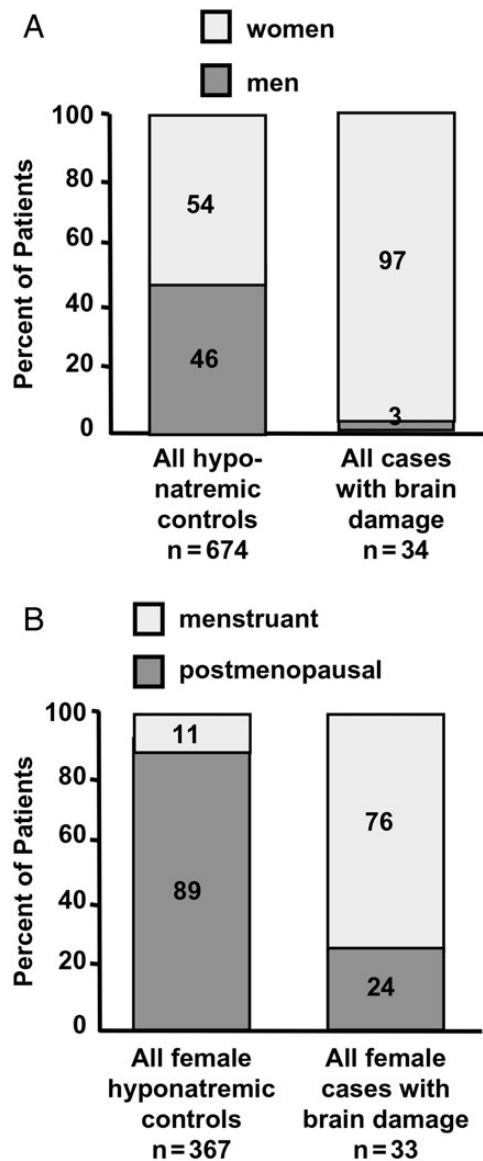 A
women
men
Percent of Patients
100
80
60
40
20
0
54
46
97
3
All hypo-
natremic
controls
n=674
All cases
with brain
damage
n=34
B
menstruant
postmenopausal
Percent of Patients
100
80
60
40
20
0
11
89
76
24
All female
hyponatremic
controls
n=367
All female
cases with
brain damage
n=33